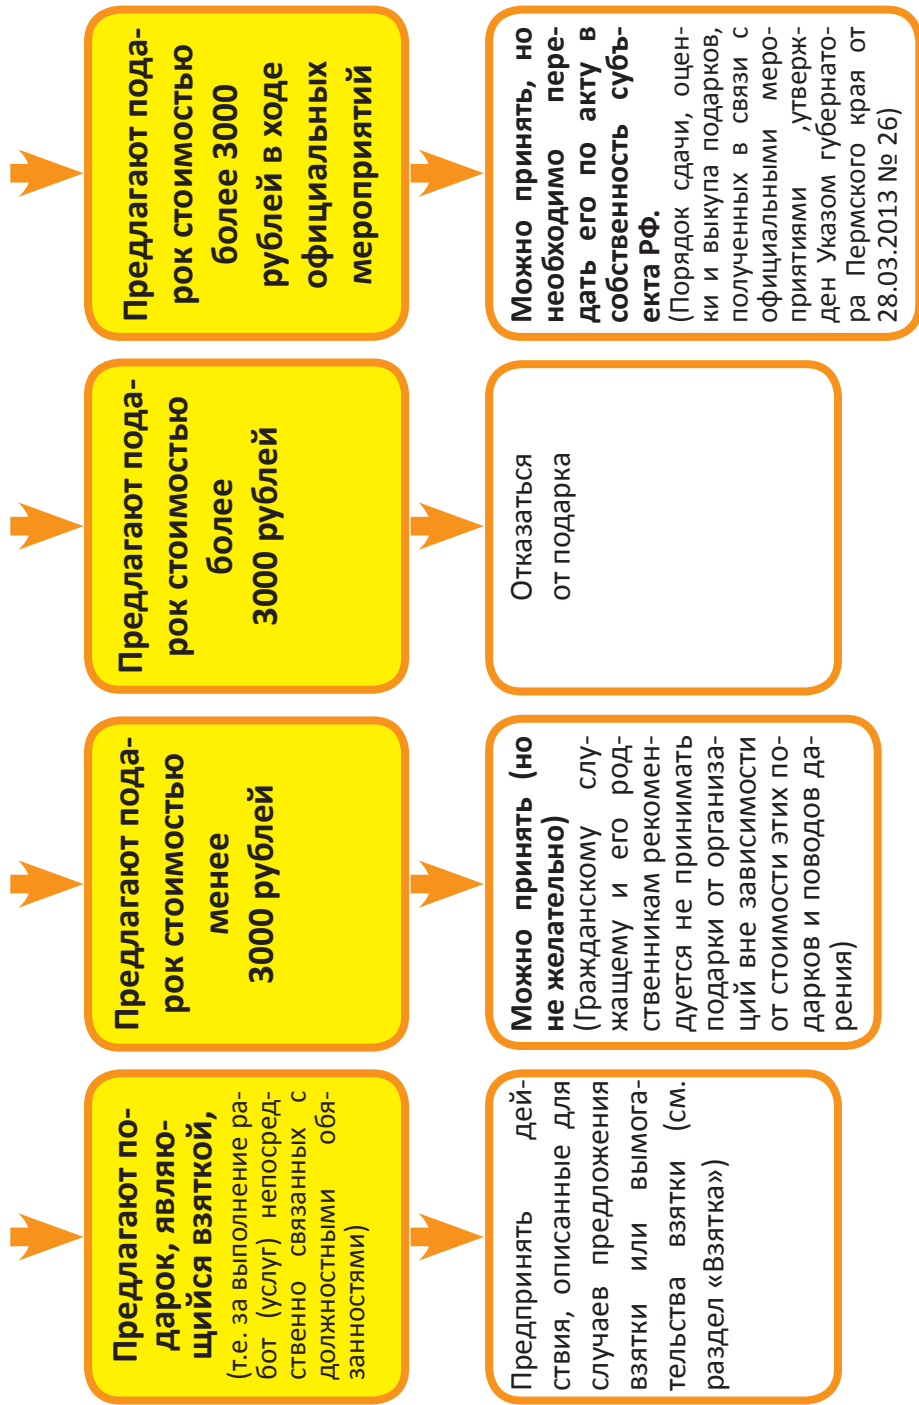 Предлагают по-
дарок, являю-
щийся взяткой,
(т.е. за выполнение ра-
бот (услуг) непосред-
ственно связанных с
должностными обя-
занностями)
Предпринять дей-
ствия, описанные для
случаев предложения
взятки или вымога-
тельства взятки (см.
раздел «Взятка»)
Предлагают пода-
рок стоимостью
менее
3000 рублей
Можно принять (но
не желательно)
(Гражданскому слу-
жащему и его род-
ственникам рекомен-
дуется не принимать
подарки от организа-
ций вне зависимости
от стоимости этих по-
дарков и поводов да-
рения)
Предлагают пода-
рок стоимостью
более
3000 рублей
Отказаться
от подарка
Предлагают пода-
рок стоимостью
более 3000
рублей в ходе
официальных
мероприятий
Можно принять, но
необходимо пере-
дать его по акту в
собственность субъ-
екта РФ.
(Порядок сдачи, оцен-
ки и выкупа подарков,
полученных в связи с
официальными меро-
приятиями ,утверж-
ден Указом губернато-
ра Пермского края от
28.03.2013 № 26)